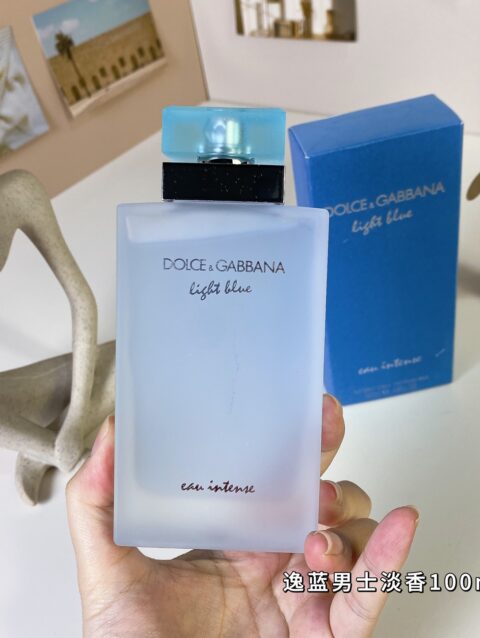 DOLCE & GABBANA
light blue
eau intense
DOLCE & GABBANA
light blue
eau intense
逸蓝男士淡香100m